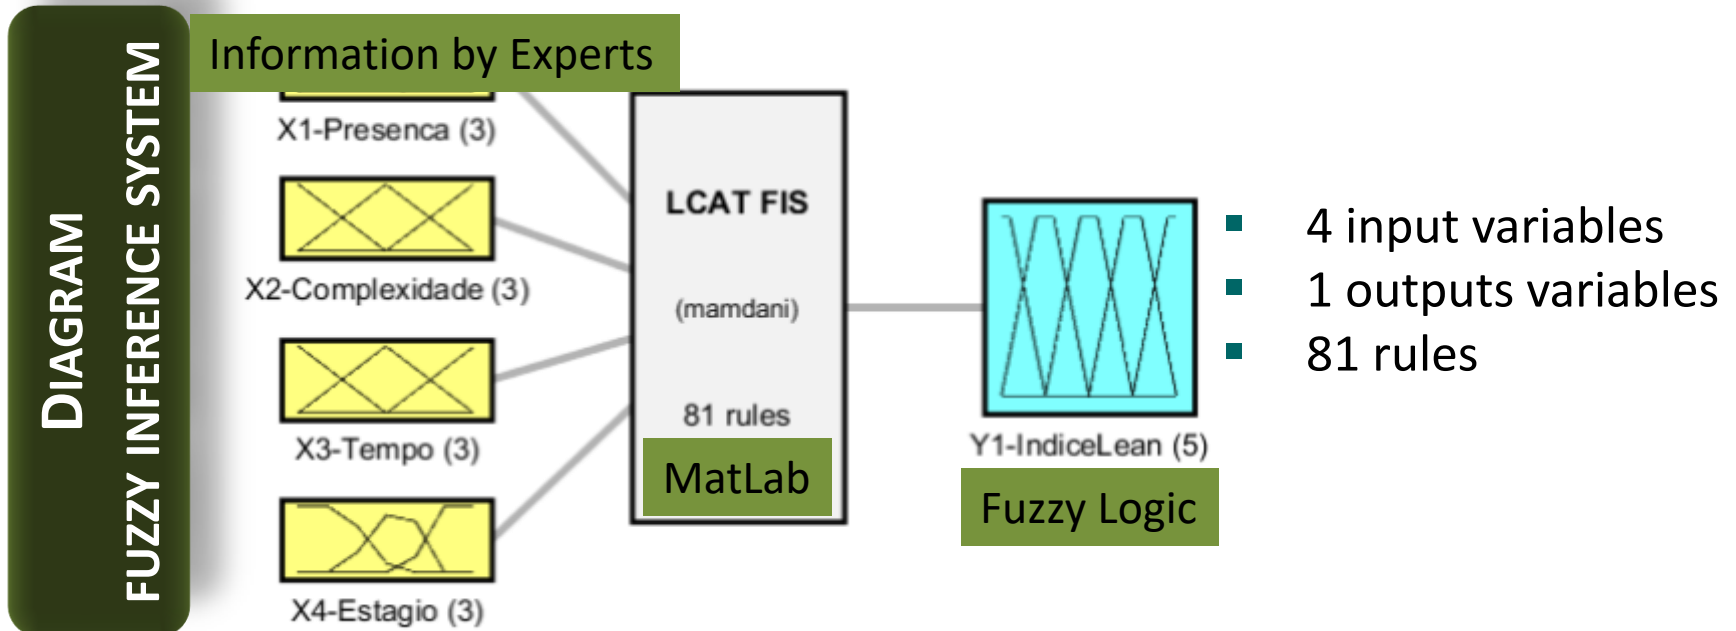 DIAGRAM
FUZZY INFERENCE SYSTEM
Information by Experts
X1-Presenca (3)
X2-Complexidade (3)
X3-Tempo (3)
X4-Estagio (3)
LCAT FIS
(mamdani)
81 rules
MatLab
Y1-IndiceLean (5)
Fuzzy Logic
▪ 4 input variables
▪ 1 outputs variables
▪ 81 rules